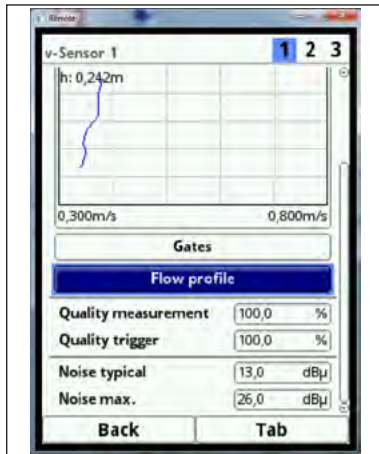 Remote
v-Sensor 1 1 2 3
h: 0,242m
0,300m/s 0,800m/s
Gates
Flow profile
Quality measurement 100,0 %
Quality trigger 100,0 %
Noise typical 13,0 dBµ
Noise max. 26,0 dBµ
Back Tab